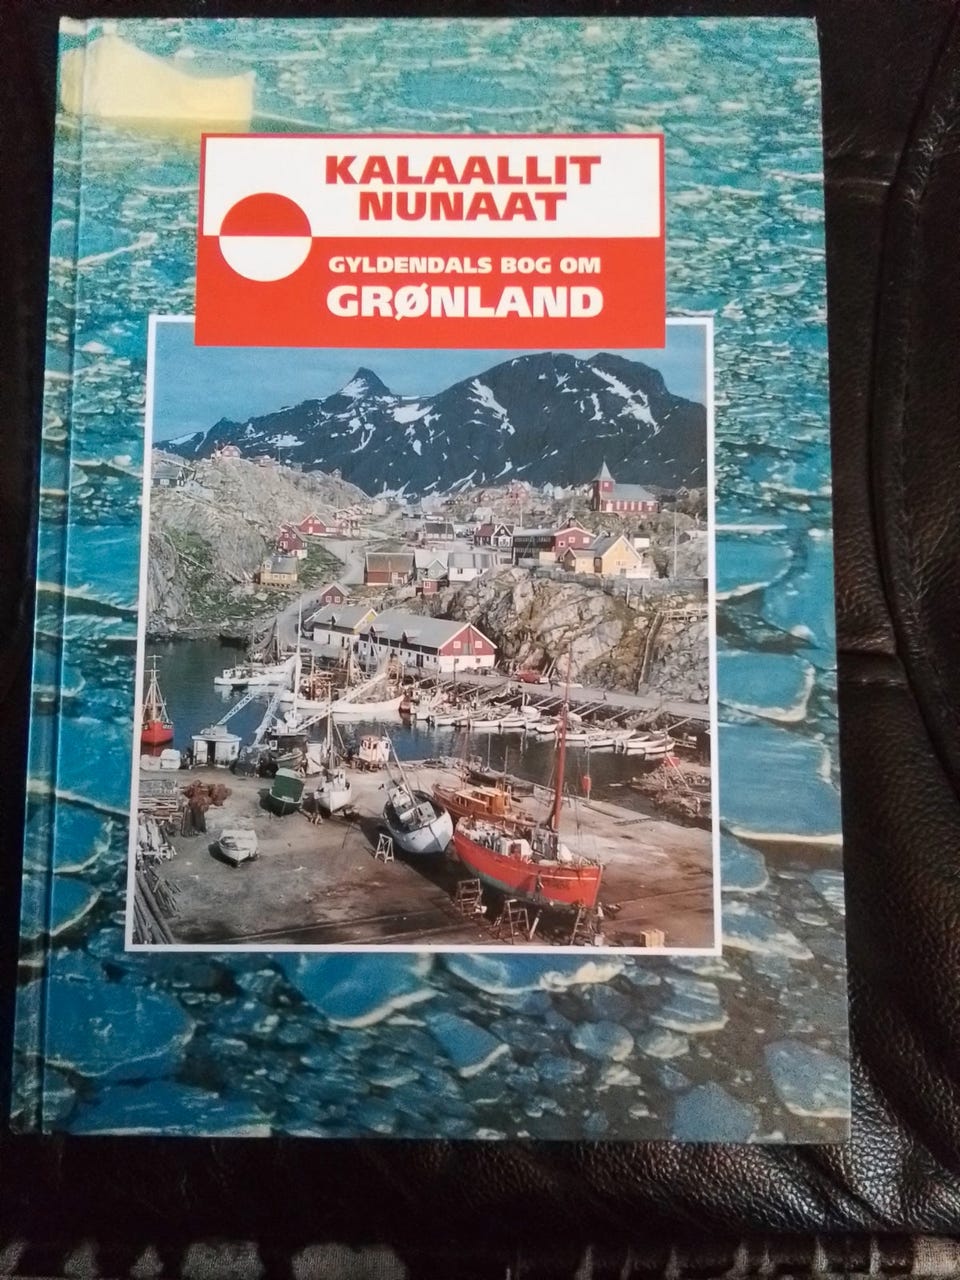 KALAALLIT
NUNAAT
GYLDENDALS BOG OM
GRØNLAND